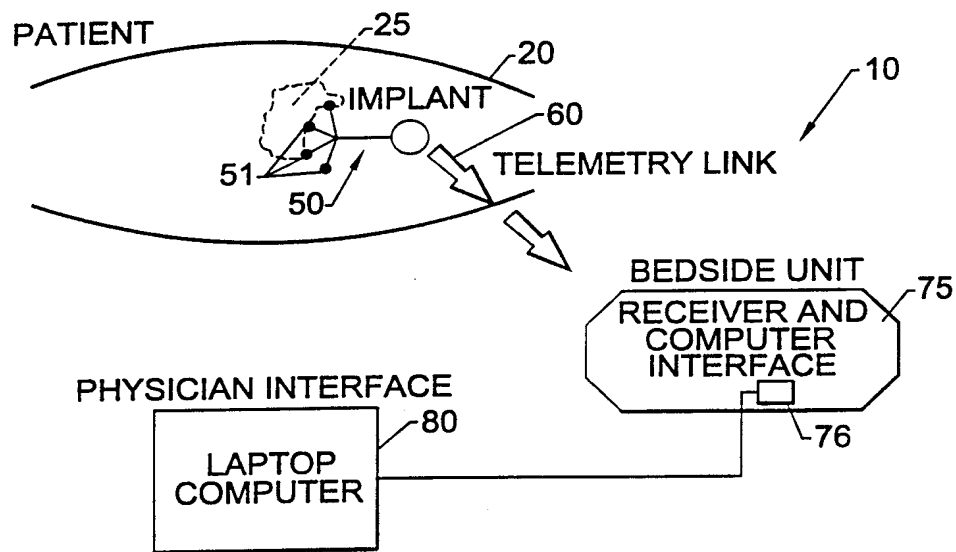 PATIENT
25
20
10
IMPLANT
60
TELEMETRY LINK
51
50
BEDSIDE UNIT
75
RECEIVER AND
COMPUTER
INTERFACE
76
PHYSICIAN INTERFACE
80
LAPTOP
COMPUTER